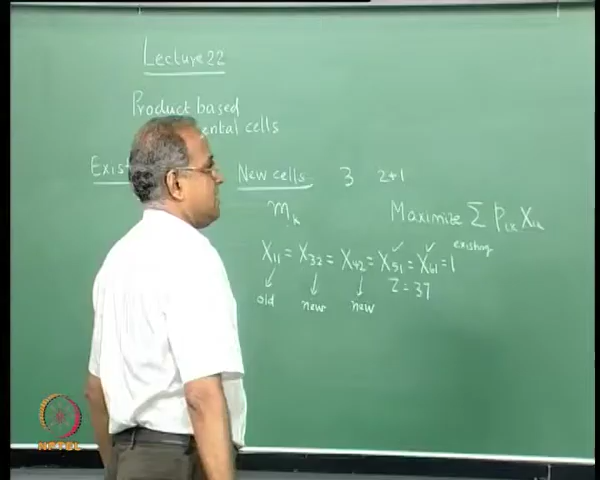 Lecture 22
Product based
ental cells
Exis New cells 3 2+1
m_k Maximize Σ p_ik X_ik
X_11 = X_32 = X_42 = X_51 = X_61 = 1 existing
old new new Z = 37
NPTEL